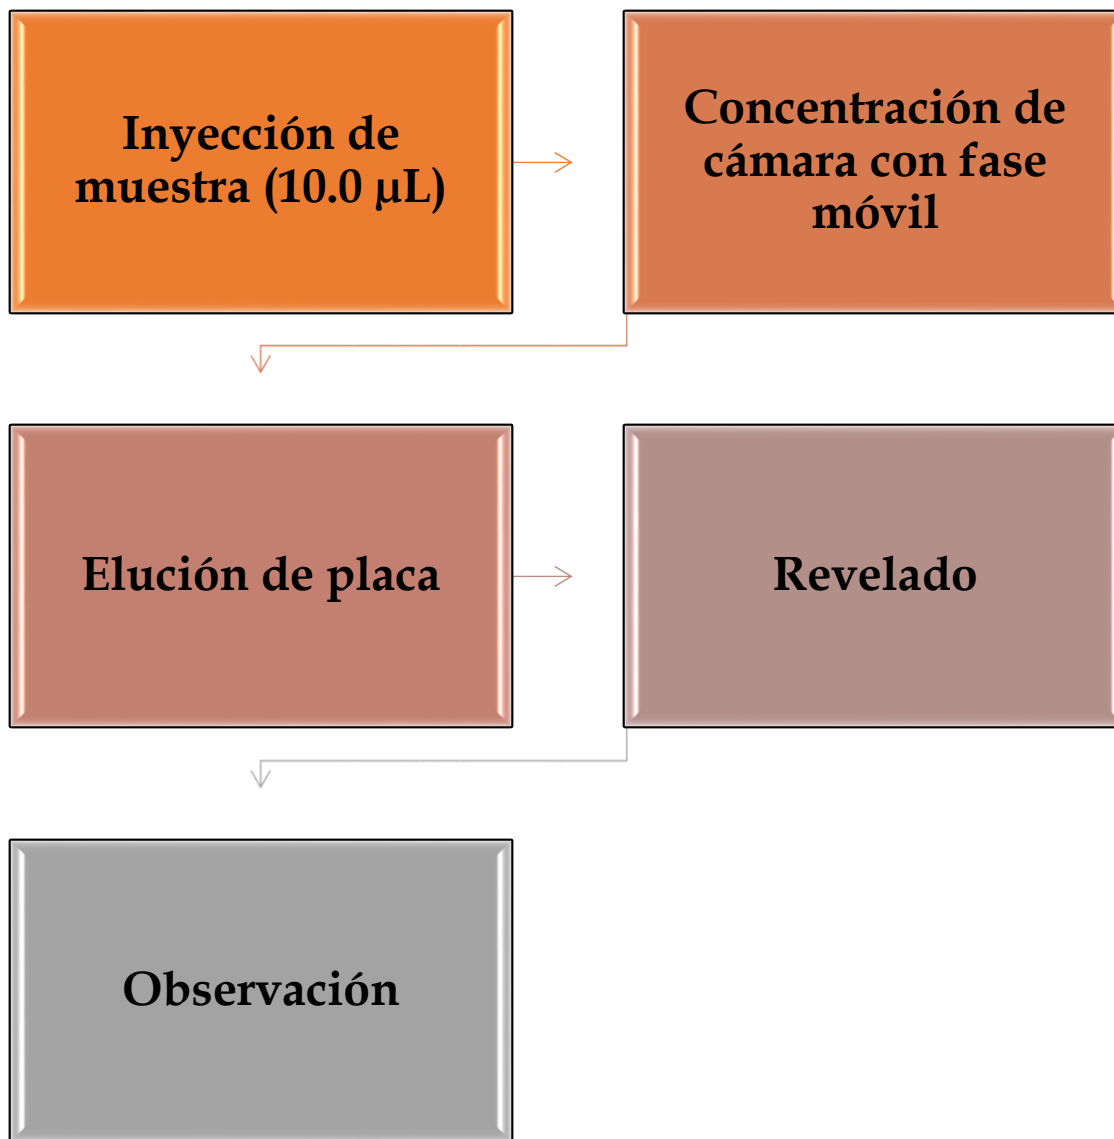 Inyección de
muestra (10.0 µL)
Concentración de
cámara con fase
móvil
Elución de placa
Revelado
Observación